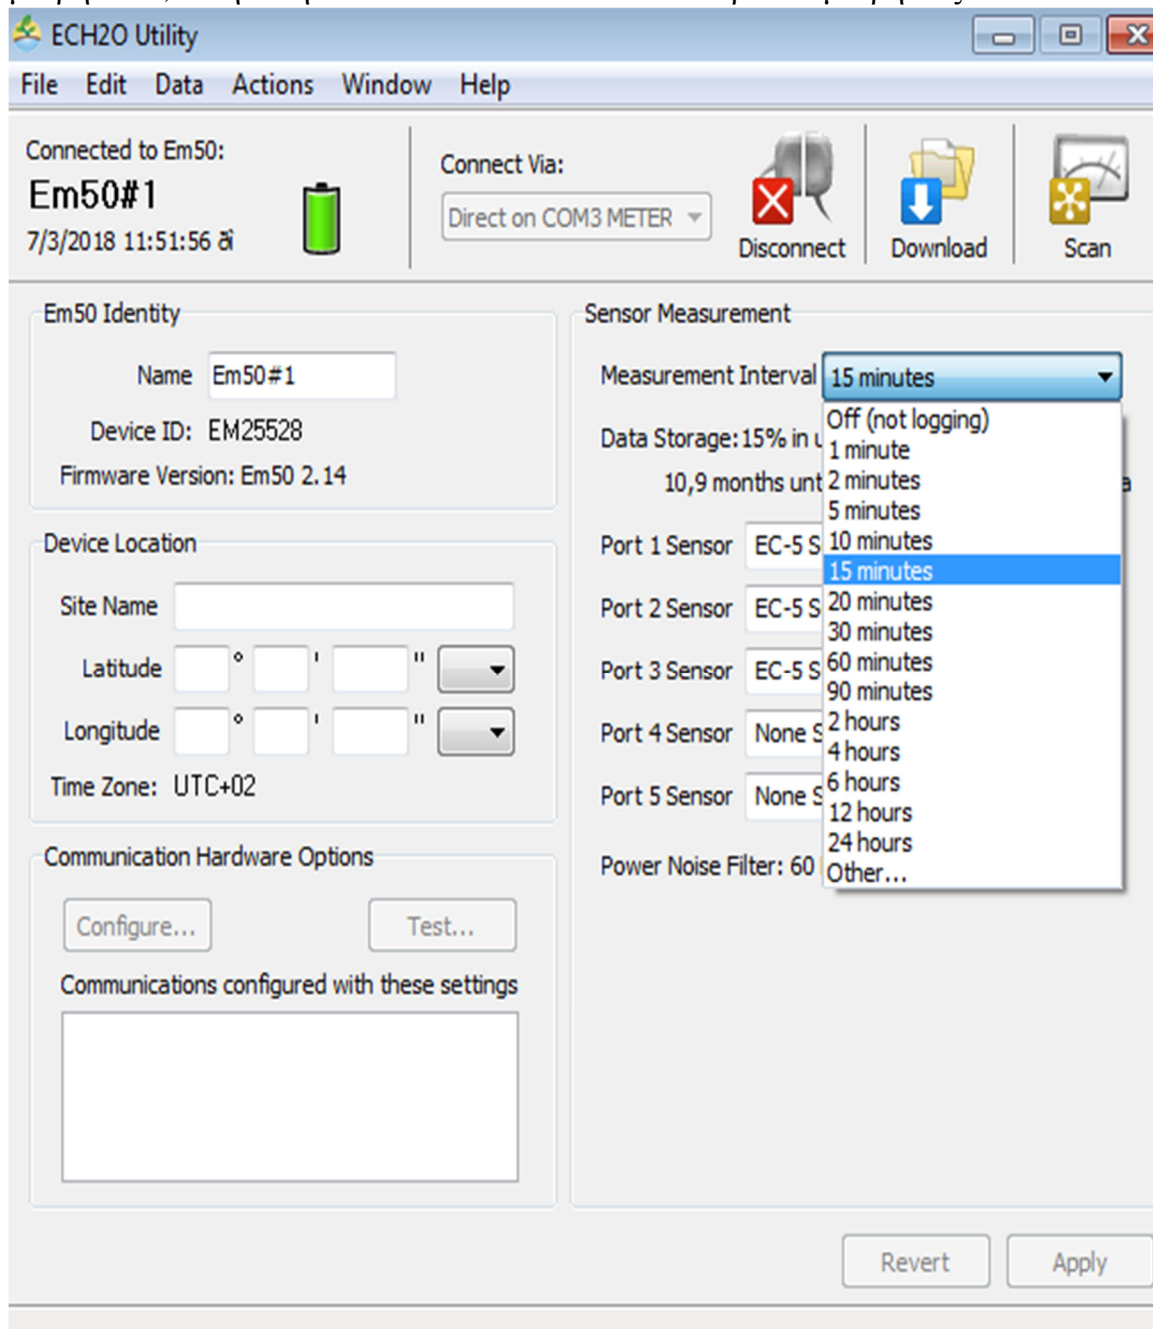 ECH2O Utility
File Edit Data Actions Window Help
Connected to Em50:
Em50#1
7/3/2018 11:51:56 ðì
Connect Via:
Direct on COM3 METER
Disconnect
Download
Scan
Em50 Identity
Name Em50#1
Device ID: EM25528
Firmware Version: Em50 2.14
Device Location
Site Name
Latitude ° ' "
Longitude ° ' "
Time Zone: UTC+02
Communication Hardware Options
Configure... Test...
Communications configured with these settings
Sensor Measurement
Measurement Interval 15 minutes
Data Storage: 15% in
10,9 months
Port 1 Sensor EC-5 S
Port 2 Sensor EC-5 S
Port 3 Sensor EC-5 S
Port 4 Sensor None S
Port 5 Sensor None S
Power Noise Filter: 60
Off (not logging)
1 minute
2 minutes
5 minutes
10 minutes
15 minutes
20 minutes
30 minutes
60 minutes
90 minutes
2 hours
4 hours
6 hours
12 hours
24 hours
Other...
Revert Apply